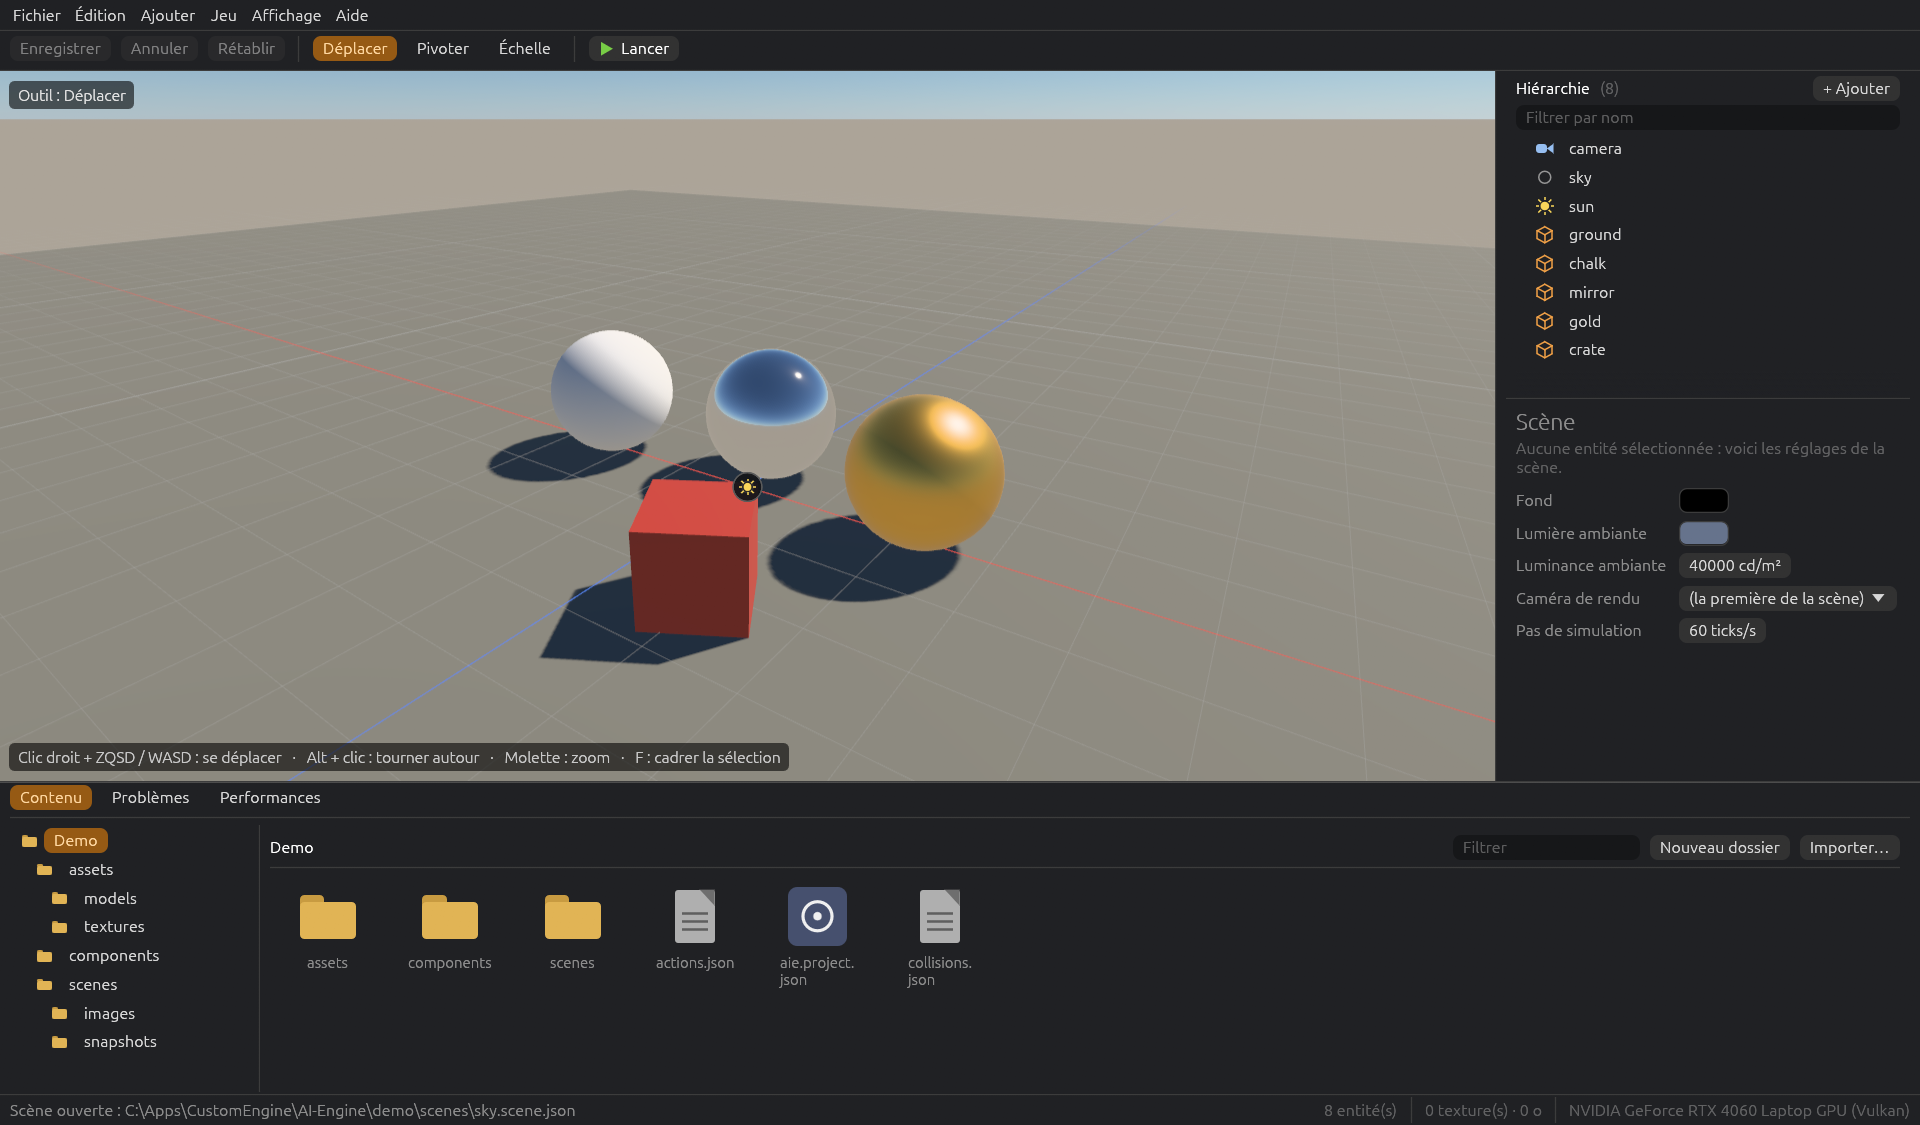 Fichier Édition Ajouter Jeu Affichage Aide
Enregistrer Annuler Rétablir Déplacer Pivoter Échelle Lancer
Outil : Déplacer
Hiérarchie (8) + Ajouter
Filtrer par nom
camera
sky
sun
ground
chalk
mirror
gold
crate
Scène
Aucune entité sélectionnée : voici les réglages de la
scène.
Fond
Lumière ambiante
Luminance ambiante 40000 cd/m²
Caméra de rendu (la première de la scène)
Pas de simulation 60 ticks/s
Clic droit + ZQSD / WASD : se déplacer · Alt + clic : tourner autour · Molette : zoom · F : cadrer la sélection
Contenu Problèmes Performances
Demo
assets
models
textures
components
scenes
images
snapshots
Demo Filtrer Nouveau dossier Importer...
assets components scenes actions.json aie.project. collisions.
json json
Scène ouverte : C:\Apps\CustomEngine\AI-Engine\demo\scenes\sky.scene.json 8 entité(s) 0 texture(s) · 0 o NVIDIA GeForce RTX 4060 Laptop GPU (Vulkan)